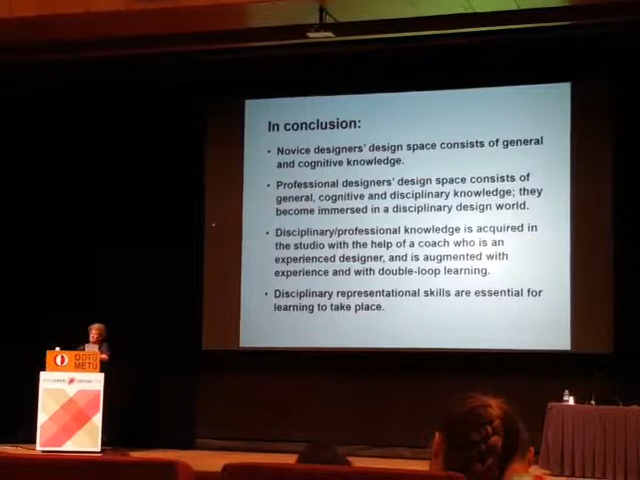 In conclusion:
• Novice designers' design space consists of general
and cognitive knowledge.
• Professional designers' design space consists of
general, cognitive and disciplinary knowledge; they
become immersed in a disciplinary design world.
• Disciplinary/professional knowledge is acquired in
the studio with the help of a coach who is an
experienced designer, and is augmented with
experience and with double-loop learning.
• Disciplinary representational skills are essential for
learning to take place.
ODTÜ
METU